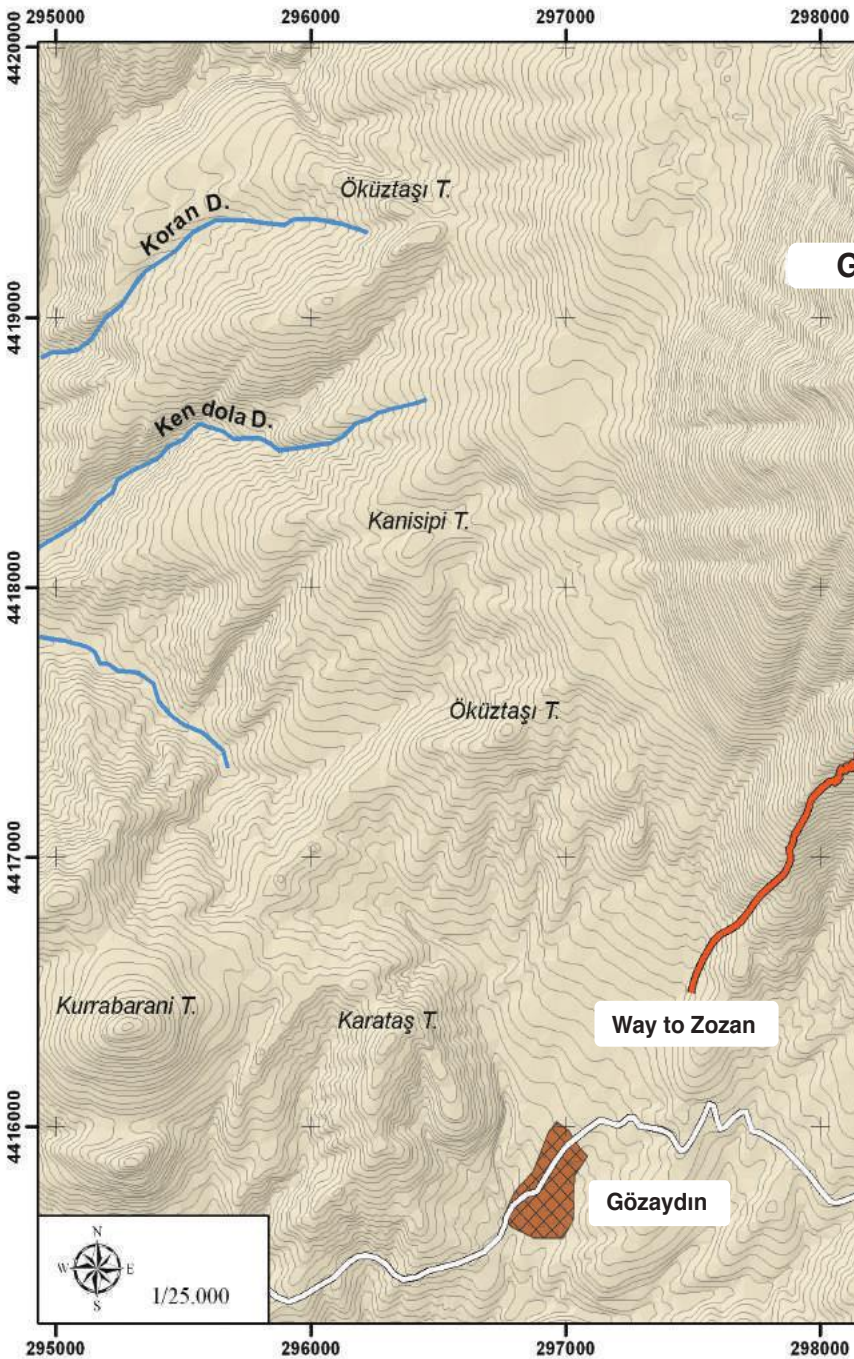 295000 296000 297000 298000
4420000
Öküztaşı T.
Koran D.
G
4419000
Ken dola D.
Kanisipi T.
4418000
Öküztaşı T.
4417000
Kurrabarani T.
Karataş T.
Way to Zozan
4416000
Gözaydın
N
W E
S
1/25.000
295000 296000 297000 298000